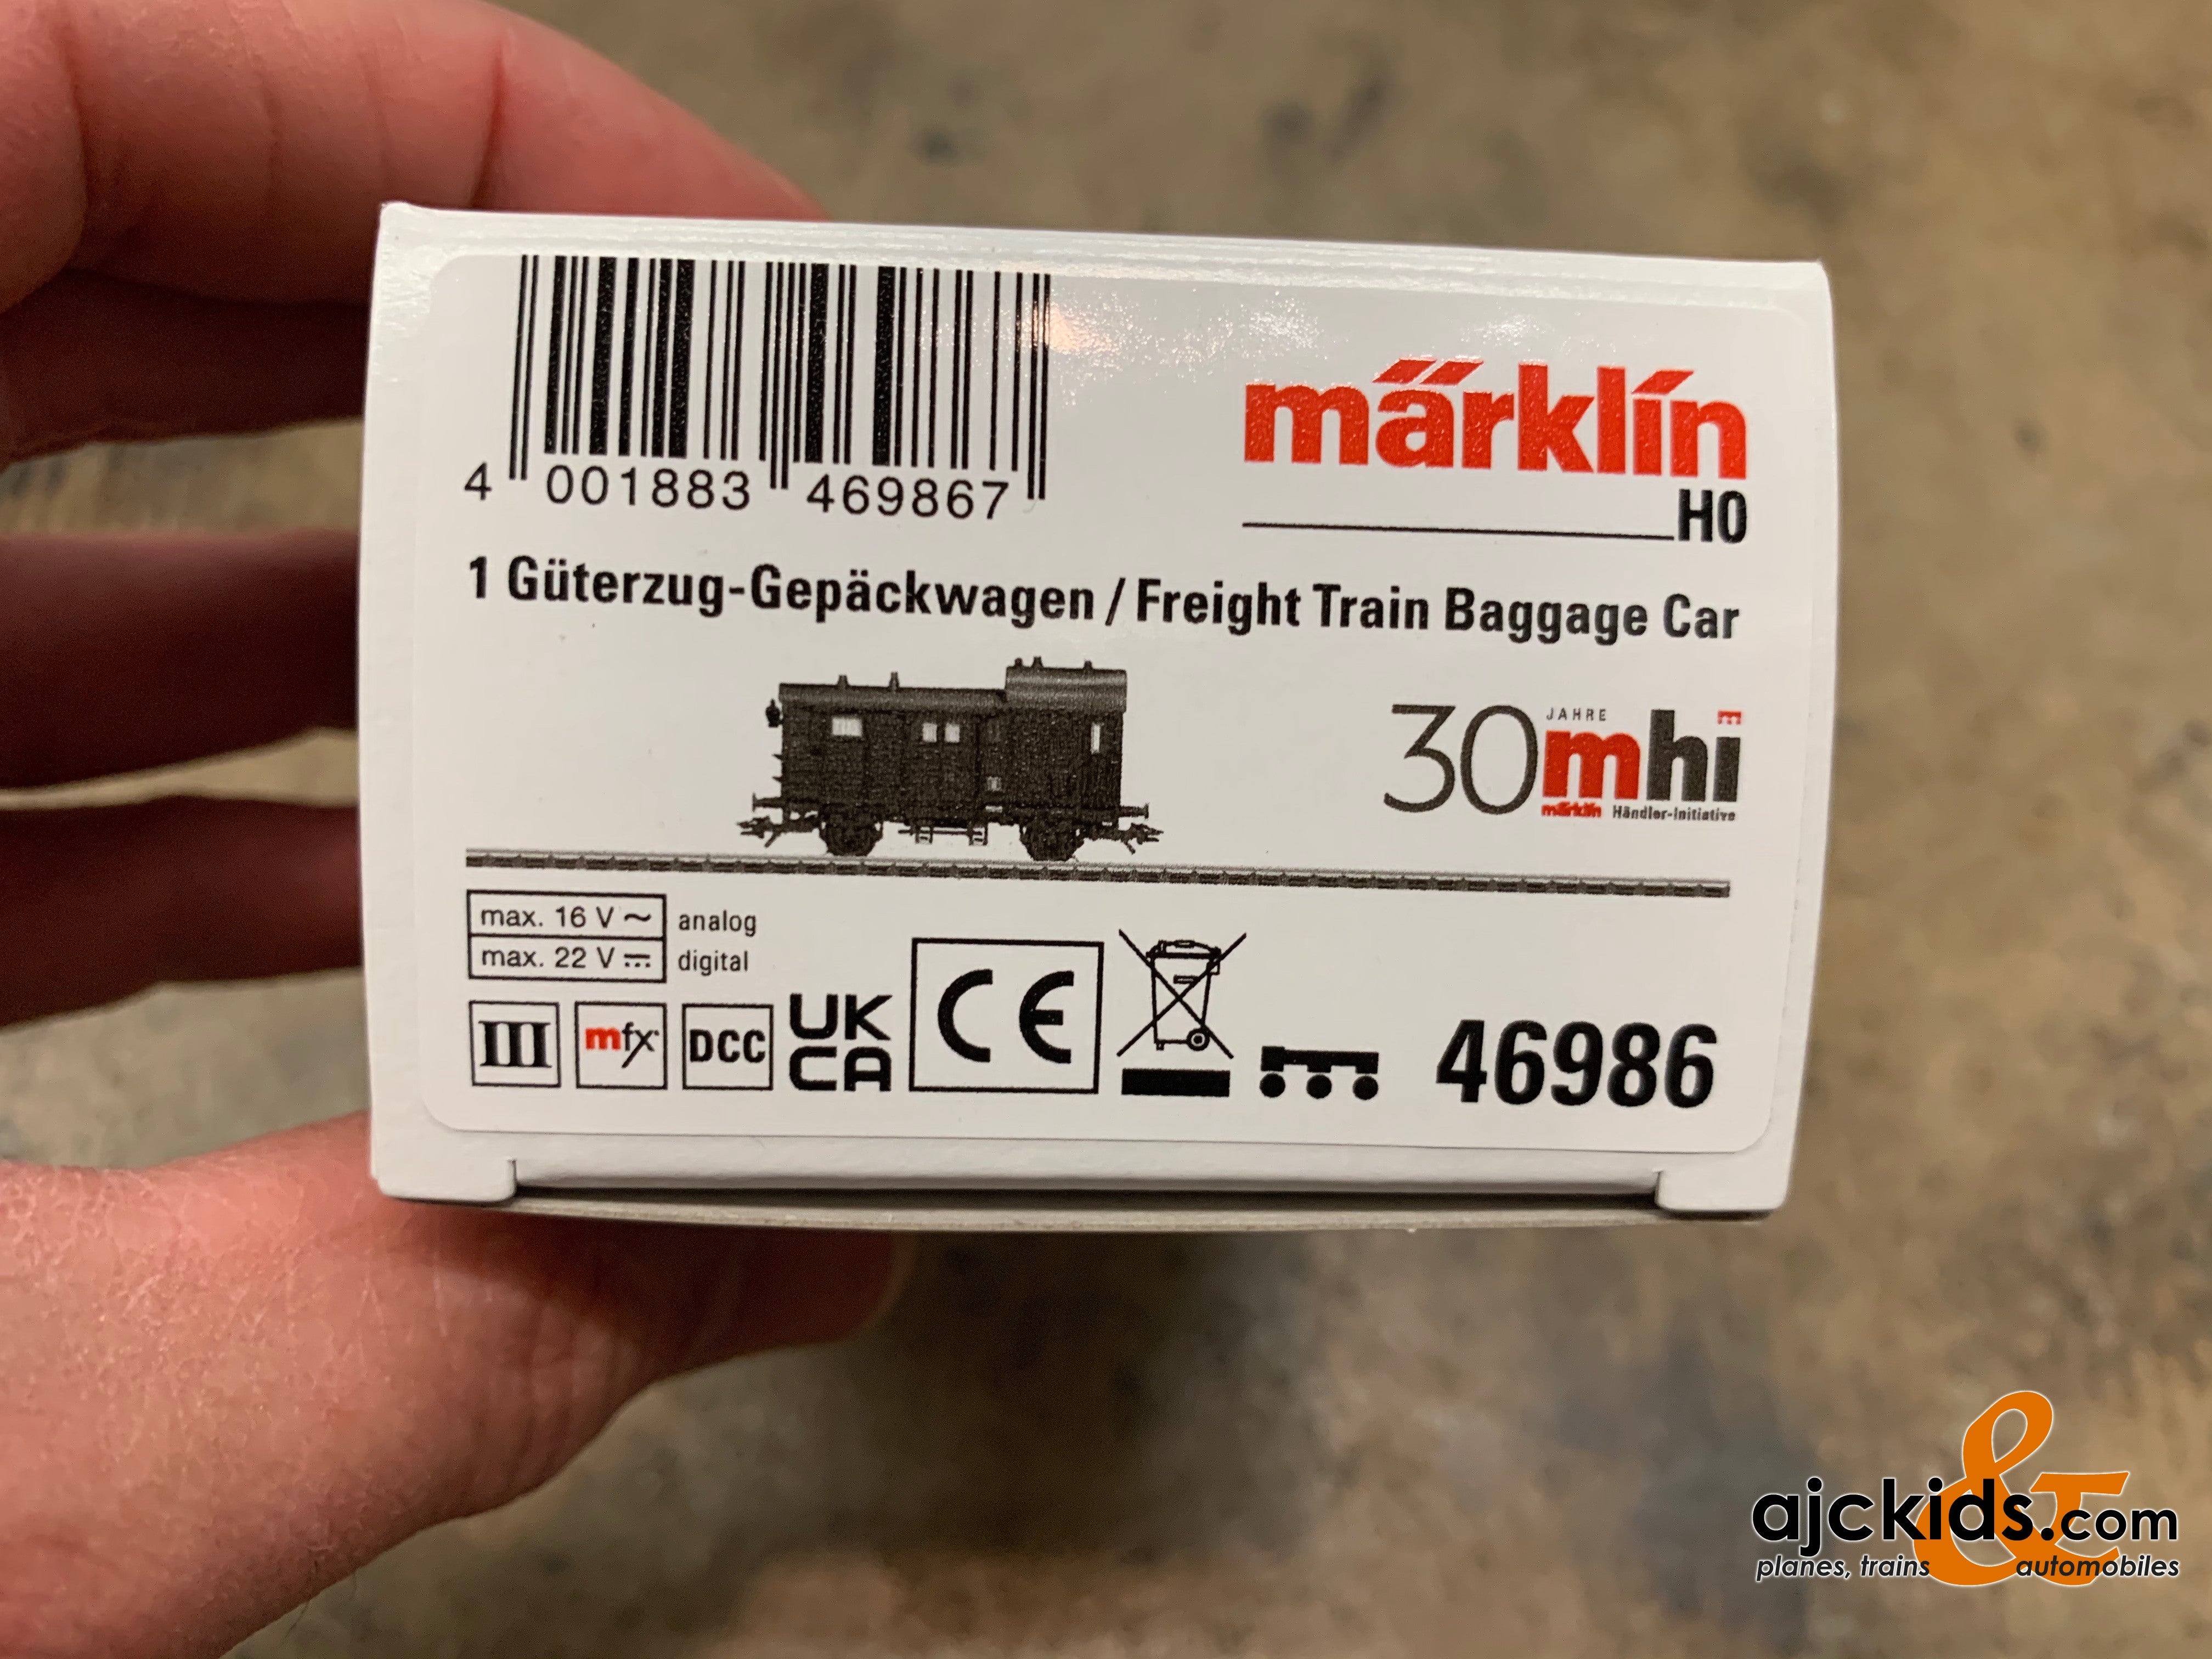 4 001883 469867
märklín
H0
1 Güterzug-Gepäckwagen / Freight Train Baggage Car
30 JAHRE mhi
märklin Händler-Initiative
max. 16 V ~ analog
max. 22 V ⎓ digital
III mfx DCC UK CA CE 46986
ajckids.com
planes, trains & automobiles